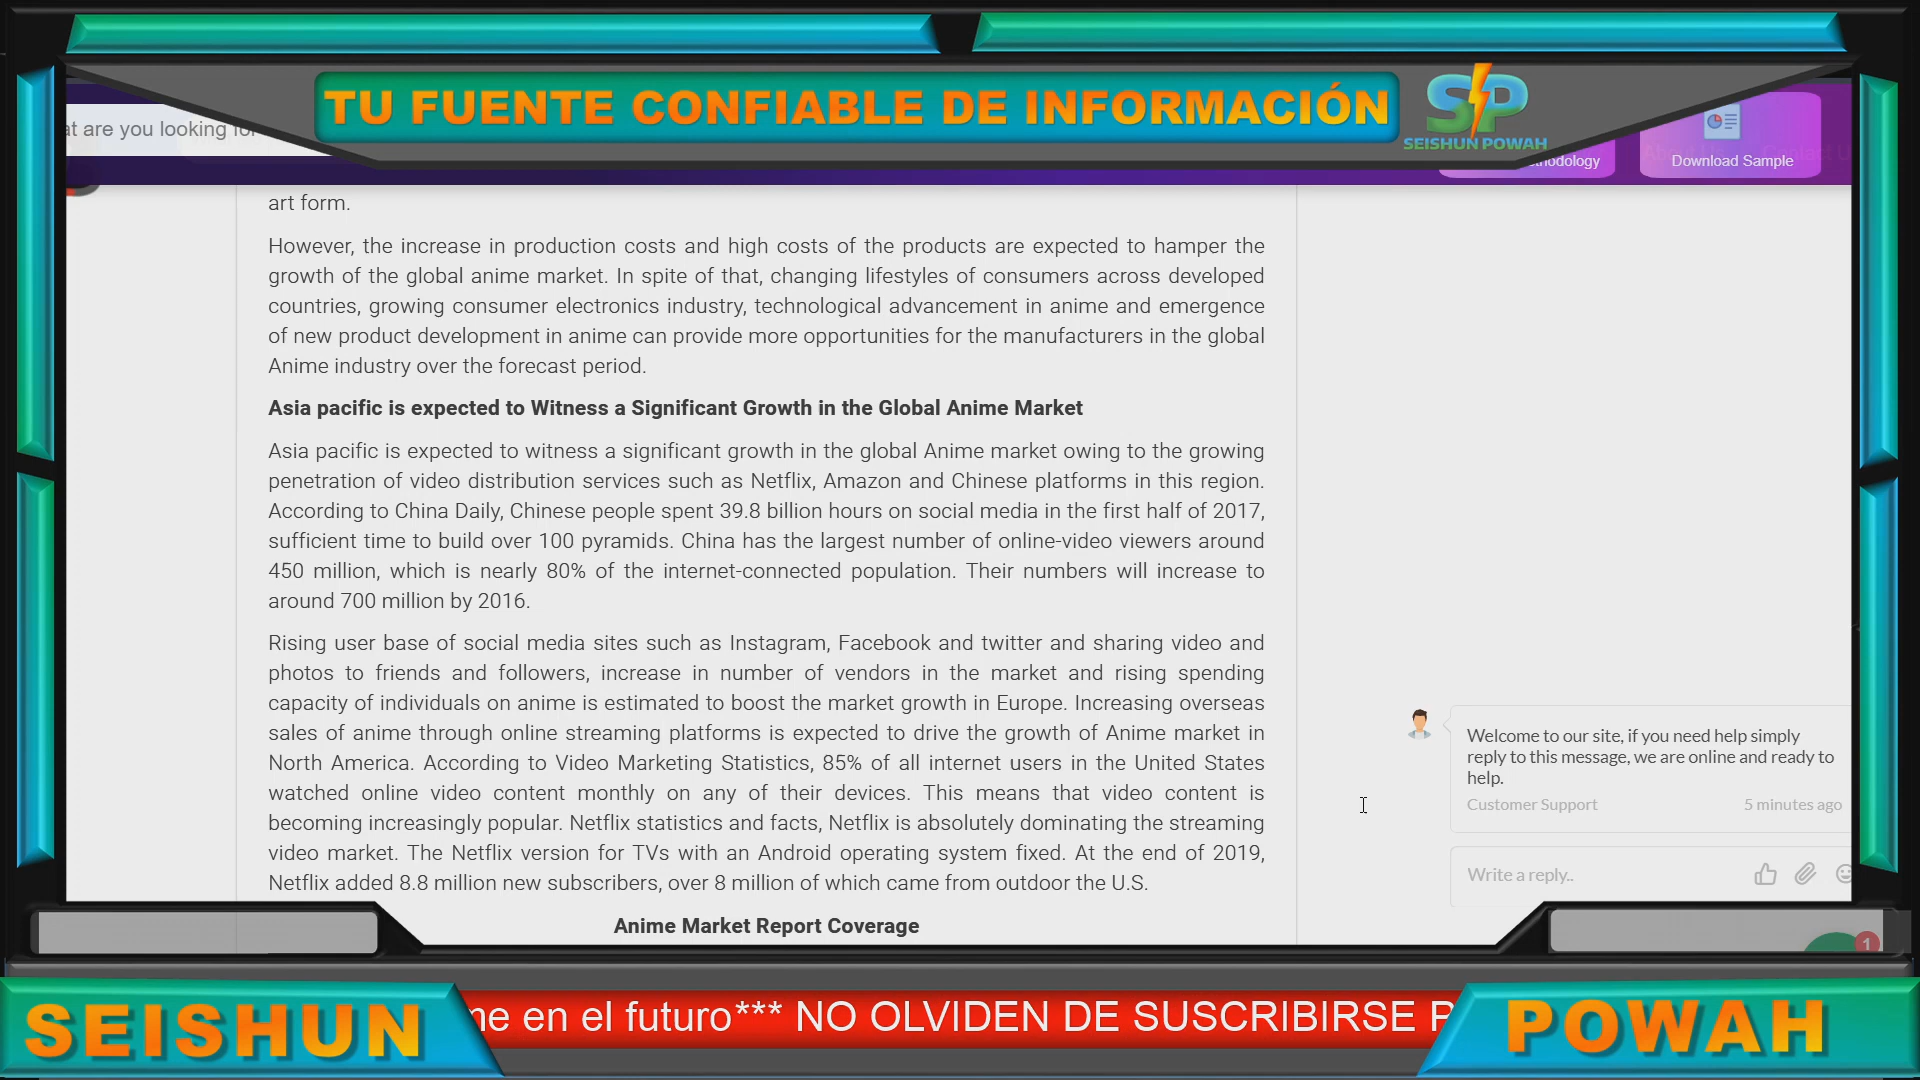 TU FUENTE CONFIABLE DE INFORMACIÓN
SP
SEISHUN POWAH
at are you looking for
Download Sample
art form.
However, the increase in production costs and high costs of the products are expected to hamper the
growth of the global anime market. In spite of that, changing lifestyles of consumers across developed
countries, growing consumer electronics industry, technological advancement in anime and emergence
of new product development in anime can provide more opportunities for the manufacturers in the global
Anime industry over the forecast period.
Asia pacific is expected to Witness a Significant Growth in the Global Anime Market
Asia pacific is expected to witness a significant growth in the global Anime market owing to the growing
penetration of video distribution services such as Netflix, Amazon and Chinese platforms in this region.
According to China Daily, Chinese people spent 39.8 billion hours on social media in the first half of 2017,
sufficient time to build over 100 pyramids. China has the largest number of online-video viewers around
450 million, which is nearly 80% of the internet-connected population. Their numbers will increase to
around 700 million by 2016.
Rising user base of social media sites such as Instagram, Facebook and twitter and sharing video and
photos to friends and followers, increase in number of vendors in the market and rising spending
capacity of individuals on anime is estimated to boost the market growth in Europe. Increasing overseas
sales of anime through online streaming platforms is expected to drive the growth of Anime market in
North America. According to Video Marketing Statistics, 85% of all internet users in the United States
watched online video content monthly on any of their devices. This means that video content is
becoming increasingly popular. Netflix statistics and facts, Netflix is absolutely dominating the streaming
video market. The Netflix version for TVs with an Android operating system fixed. At the end of 2019,
Netflix added 8.8 million new subscribers, over 8 million of which came from outdoor the U.S.
Anime Market Report Coverage
Welcome to our site, if you need help simply
reply to this message, we are online and ready to
help.
Customer Support 5 minutes ago
Write a reply..
1
SEISHUN
me en el futuro*** NO OLVIDEN DE SUSCRIBIRSE P
POWAH